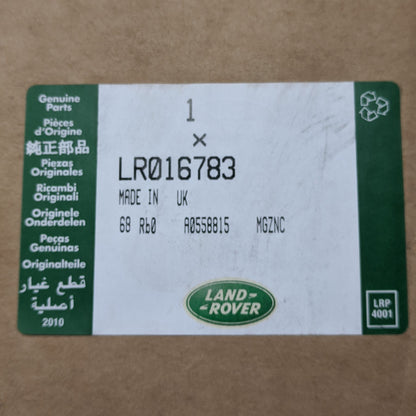 Genuine
Parts
Pièces
d'Origine
純正部品
Piezas
Originales
Ricambi
Originali
Originele
Onderdelen
Peças
Genuinas
Originalteile
قطع غيار
أصلية
2010
1
×
LR016783
MADE IN UK
68 Rb0 A0558815 MGZNC
LAND-
-ROVER
LRP
4001